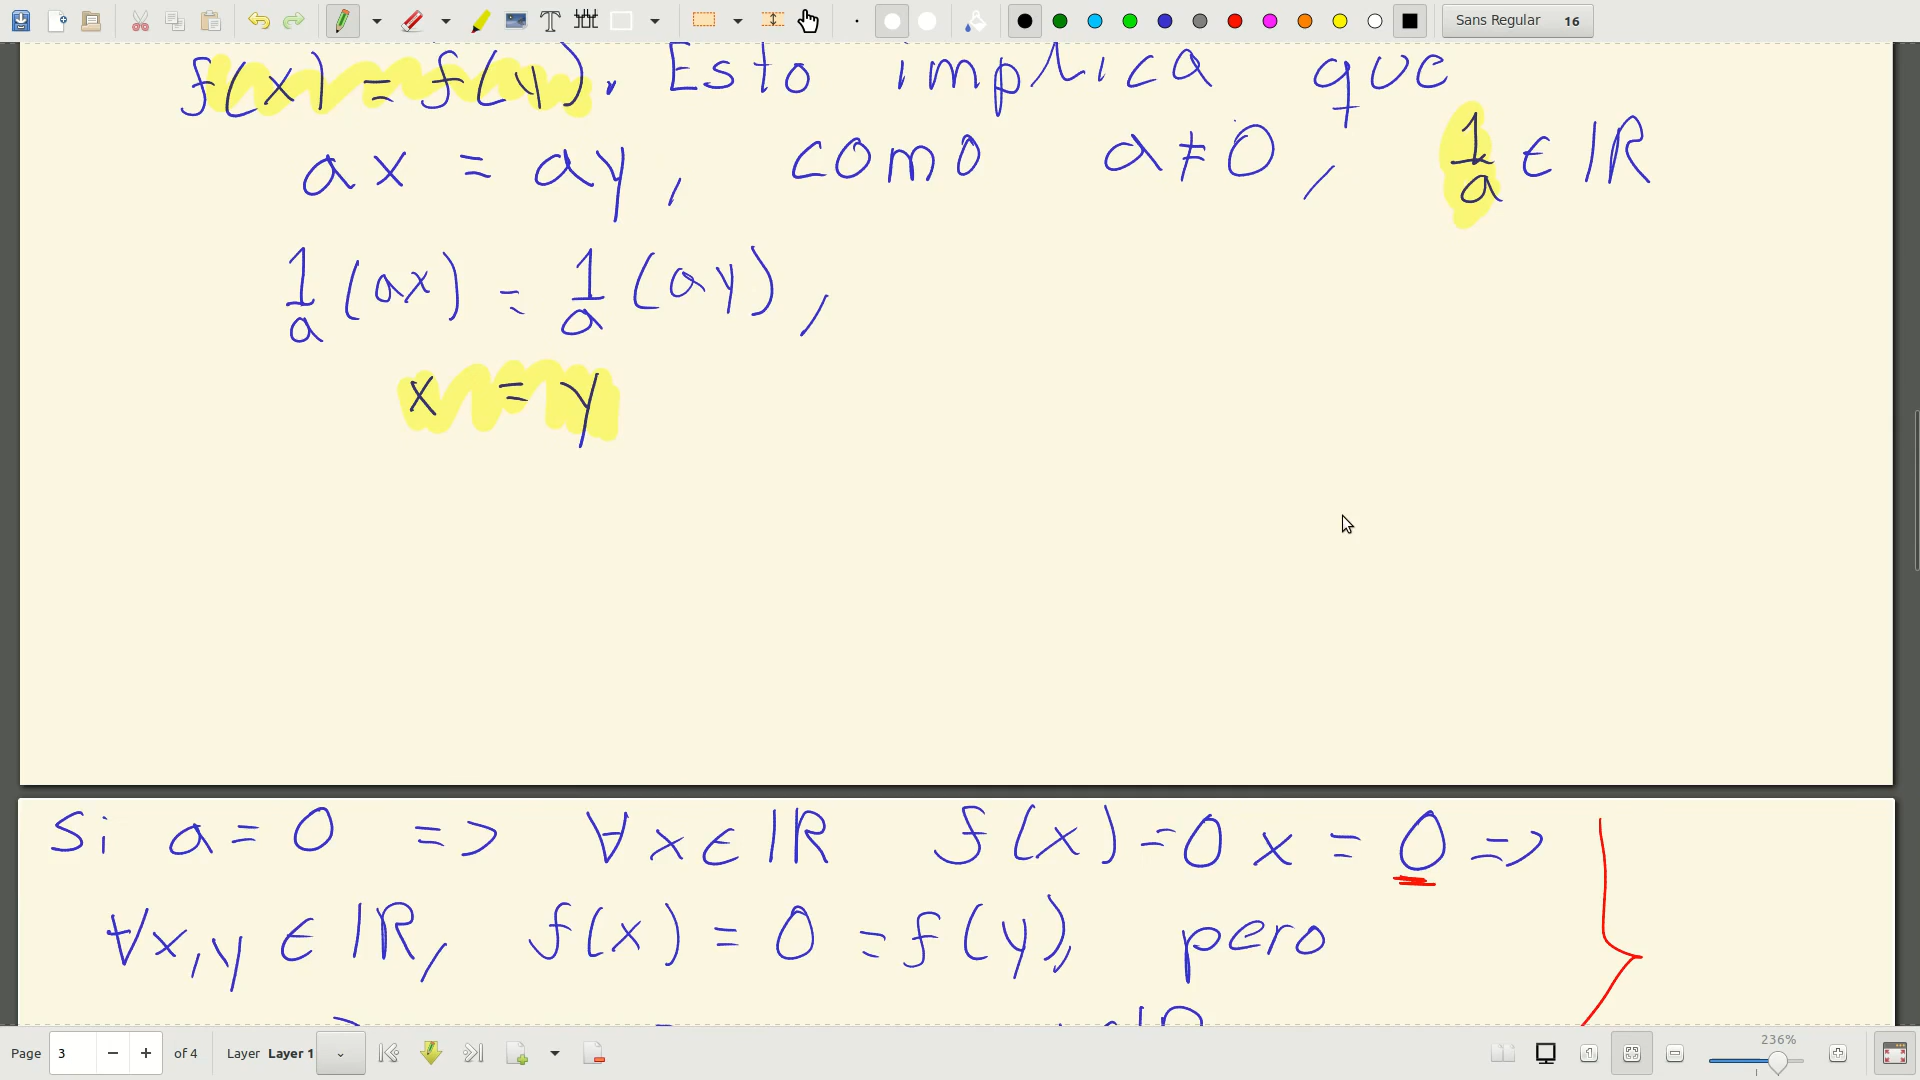 Sans Regular 16
f(x) = f(y). Esto implica que
ax = ay, como a ≠ 0, 1/a ∈ ℝ
1/a (ax) = 1/a (ay),
x = y
Si a = 0 => ∀x ∈ ℝ f(x) = 0x = 0 =>
∀x,y ∈ ℝ, f(x) = 0 = f(y), pero
Page 3 of 4 Layer Layer 1 236%